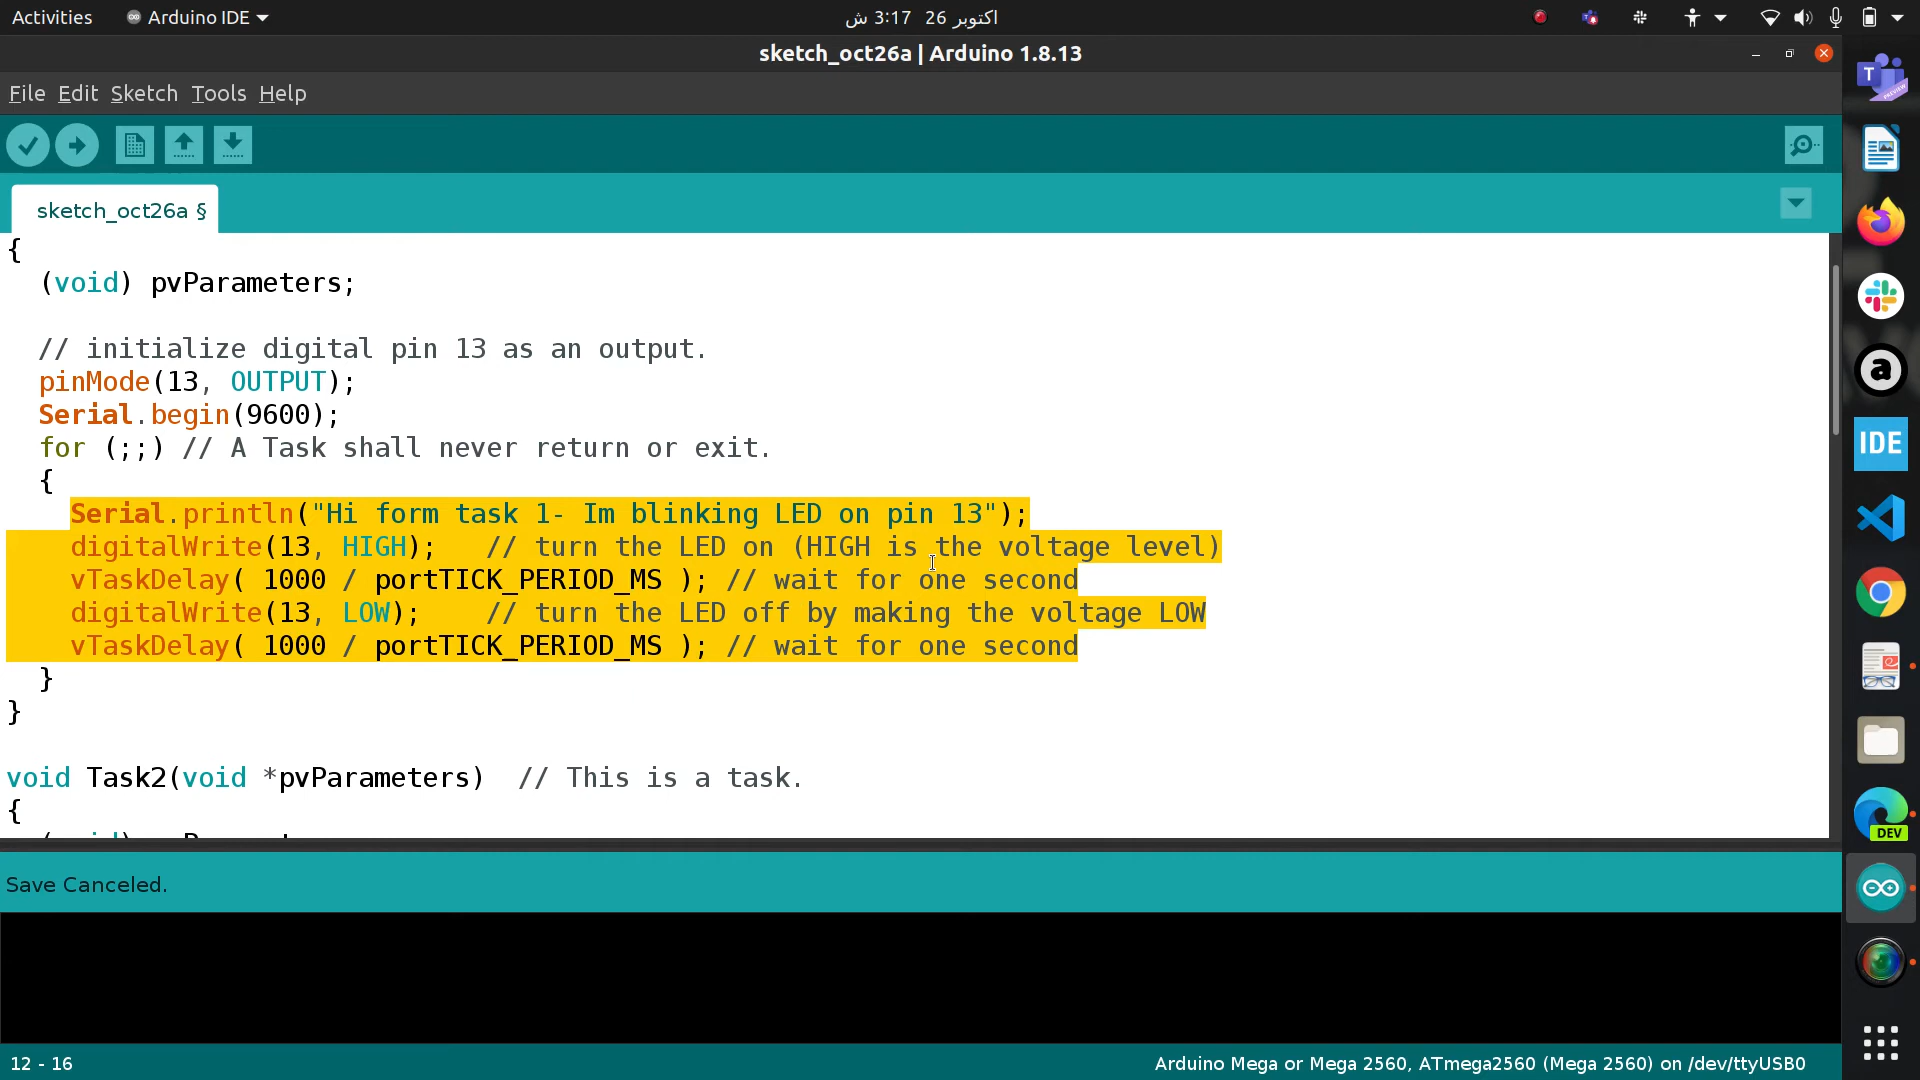 Activities Arduino IDE 3:17 ش 26 اکتوبر
sketch_oct26a | Arduino 1.8.13
File Edit Sketch Tools Help
sketch_oct26a §
{
(void) pvParameters;
// initialize digital pin 13 as an output.
pinMode(13, OUTPUT);
Serial.begin(9600);
for (;;) // A Task shall never return or exit.
{
Serial.println("Hi form task 1- Im blinking LED on pin 13");
digitalWrite(13, HIGH); // turn the LED on (HIGH is the voltage level)
vTaskDelay( 1000 / portTICK_PERIOD_MS ); // wait for one second
digitalWrite(13, LOW); // turn the LED off by making the voltage LOW
vTaskDelay( 1000 / portTICK_PERIOD_MS ); // wait for one second
}
}
void Task2(void *pvParameters) // This is a task.
{
Save Canceled.
12 - 16 Arduino Mega or Mega 2560, ATmega2560 (Mega 2560) on /dev/ttyUSB0
T
PREVIEW
a
IDE
DEV